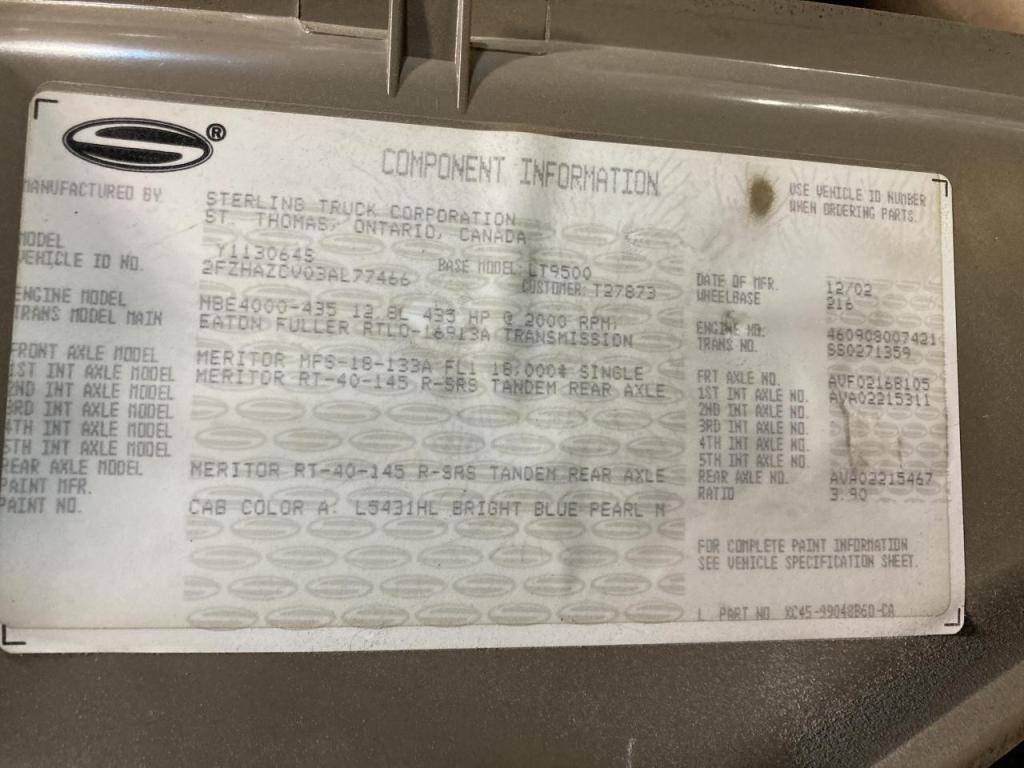 ®
COMPONENT INFORMATION
USE VEHICLE ID NUMBER
WHEN ORDERING PARTS.
MANUFACTURED BY STERLING TRUCK CORPORATION
ST. THOMAS, ONTARIO, CANADA
MODEL Y1130645 BASE MODEL: LT9500
VEHICLE ID NO. 2FZHAZCV03AL77466 CUSTOMER: T27873
DATE OF MFR. 12/02
WHEELBASE 216
ENGINE MODEL MBE4000-435 12.8L 435 HP @ 2000 RPM;
TRANS MODEL MAIN EATON FULLER RTLO-16913A TRANSMISSION
ENGINE NO. 460908007421
TRANS NO. SS0271359
FRONT AXLE MODEL MERITOR MFS-18-133A FL1 18,000# SINGLE
1ST INT AXLE MODEL MERITOR RT-40-145 R-SRS TANDEM REAR AXLE
2ND INT AXLE MODEL
3RD INT AXLE MODEL
4TH INT AXLE MODEL
5TH INT AXLE MODEL
REAR AXLE MODEL MERITOR RT-40-145 R-SRS TANDEM REAR AXLE
PAINT MFR.
PAINT NO. CAB COLOR A: L5431HL BRIGHT BLUE PEARL M
FRT AXLE NO. AVF02168105
1ST INT AXLE NO. AVA02215311
2ND INT AXLE NO.
3RD INT AXLE NO.
4TH INT AXLE NO.
5TH INT AXLE NO.
REAR AXLE NO. AVA02215467
RATIO 3.90
FOR COMPLETE PAINT INFORMATION
SEE VEHICLE SPECIFICATION SHEET.
PART NO XC45-99048B60-CA